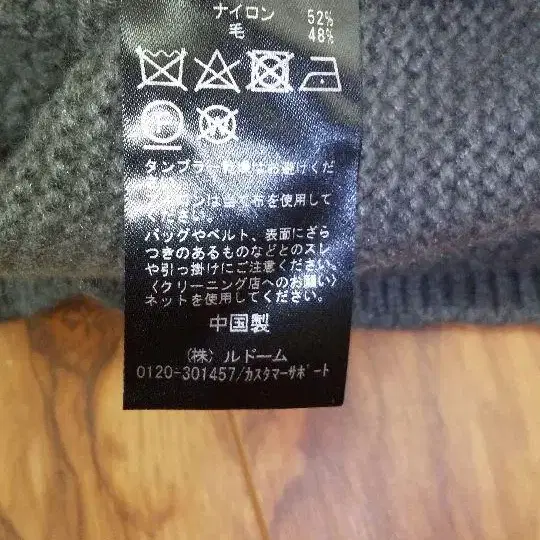 ナイロン 52%
毛 48%
タンブラー乾燥はお避けくだ
さい。
アイロンは当て布を使用して
ください。
バッグやベルト、表面にざら
つきのあるものなどとのスレ
や引っ掛けにご注意ください。
〈クリーニング店へのお願い〉
ネットを使用してください。
中国製
(株) ルドーム
0120-301457/カスタマーサポート